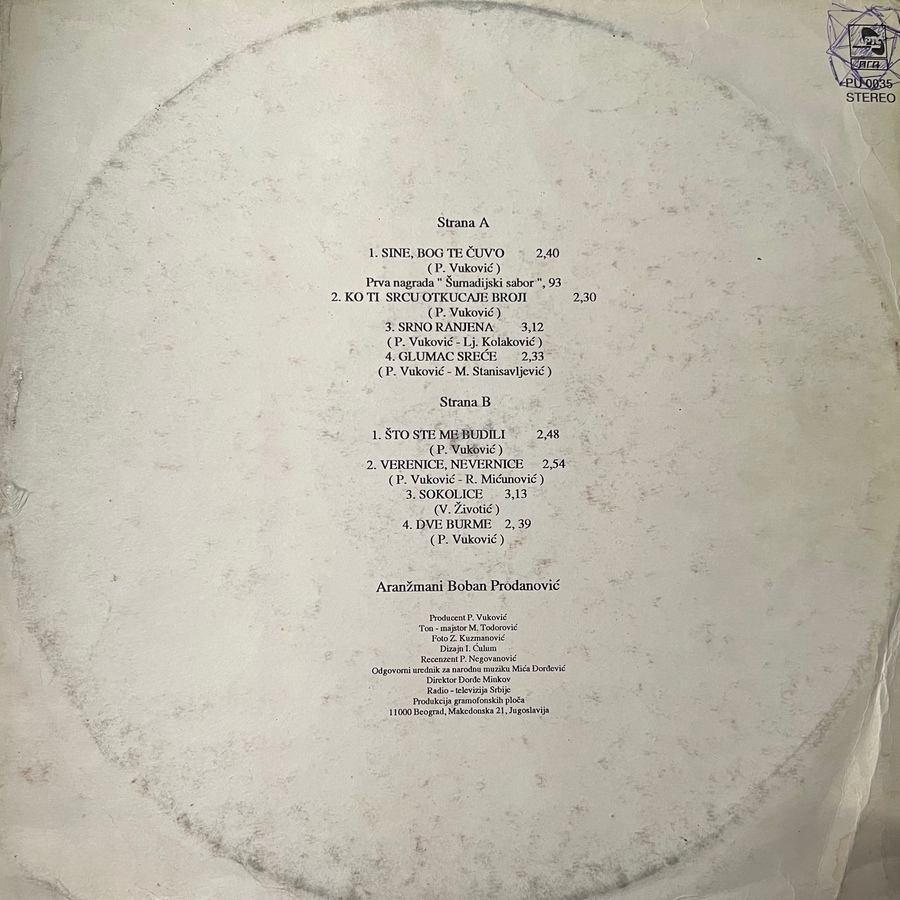 ПГП
PU 0035
STEREO
Strana A
1. SINE, BOG TE ČUV'O 2,40
( P. Vuković )
Prva nagrada " Šumadijski sabor ", 93
2. KO TI SRCU OTKUCAJE BROJI 2,30
( P. Vuković )
3. SRNO RANJENA 3,12
( P. Vuković - Lj. Kolaković )
4. GLUMAC SREĆE 2,33
( P. Vuković - M. Stanisavljević )
Strana B
1. ŠTO STE ME BUDILI 2,48
( P. Vuković )
2. VERENICE, NEVERNICE 2,54
( P. Vuković - R. Mićunović )
3. SOKOLICE 3,13
(V. Životić )
4. DVE BURME 2, 39
( P. Vuković )
Aranžmani Boban Prodanović
Producent P. Vuković
Ton - majstor M. Todorović
Foto Z. Kuzmanović
Dizajn I. Ćulum
Recenzent P. Negovanović
Odgovorni urednik za narodnu muziku Mića Đorđević
Direktor Đorđe Minkov
Radio - televizija Srbije
Produkcija gramofonskih ploča
11000 Beograd, Makedonska 21, Jugoslavija